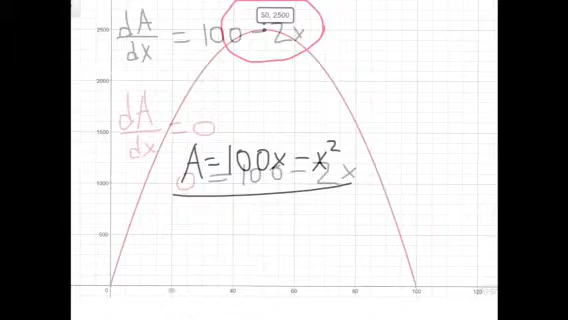 50, 2500
2500
dA/dx = 100 - 2x
2000
dA/dx = 0
1500
A = 100x - x²
0 = 100 - 2x
1000
500
0 20 40 60 80 100 120